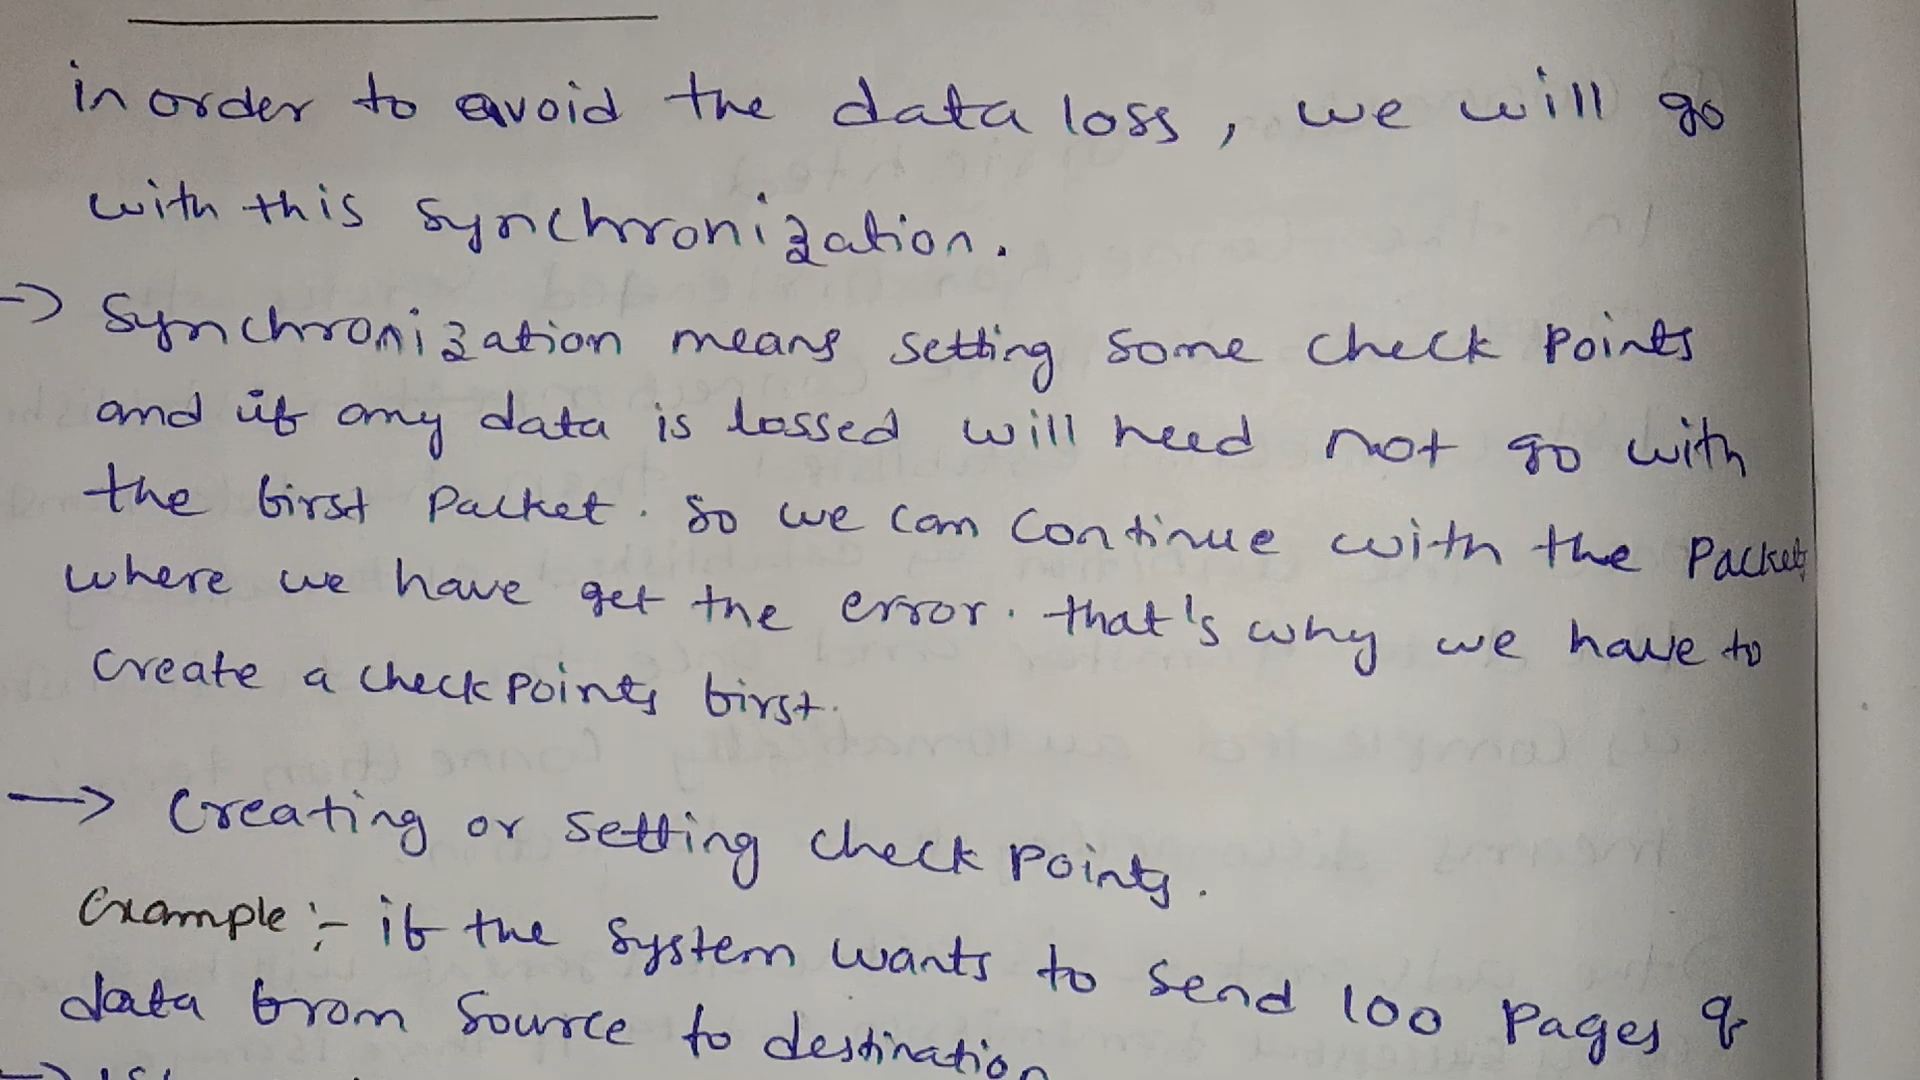 in order to avoid the data loss, we will go
with this synchronization.
-> Synchronization means setting some check points
and if any data is lossed will need not go with
the first Packet. So we can continue with the Packets
where we have get the error. that's why we have to
create a checkpoints first.
-> Creating or setting check points.
Example :- if the system wants to send 100 pages of
data from source to destination